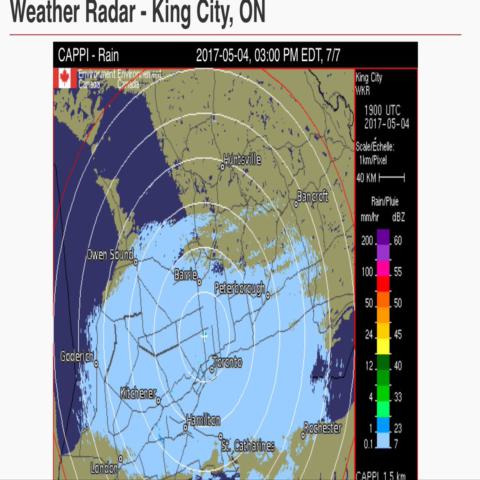 Weather Radar - King City, ON
CAPPI - Rain 2017-05-04, 03:00 PM EDT, 7/7
Environment Environment
Canada Canada
King City
WKR
1900 UTC
2017-05-04
Scale/Echelle:
1km/Pixel
40 KM
Rain/Pluie
mm/hr dBZ
200 60
100 55
50 50
24 45
12 40
4 33
1 23
0.1 7
CAPPI 1.5 km
Huntsville
Bancroft
Owen Sound
Barrie
Peterborough
Goderich
Toronto
Kitchener
Hamilton
Rochester
St. Catharines
London